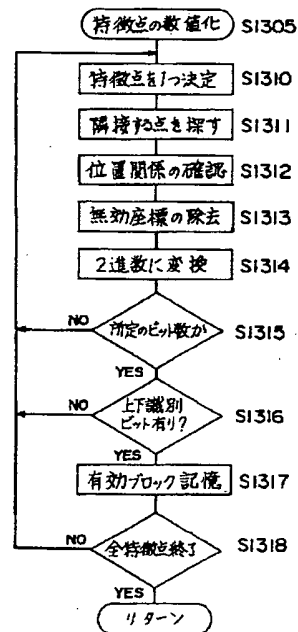 特徴点の数値化 S1305
特徴点を1つ決定 S1310
隣接する点を探す S1311
位置関係の確認 S1312
無効座標の除去 S1313
2進数に変換 S1314
所定のビット数か S1315
NO
YES
上下識別ビット有り? S1316
NO
YES
有効ブロック記憶 S1317
全特徴点終了 S1318
NO
YES
リターン